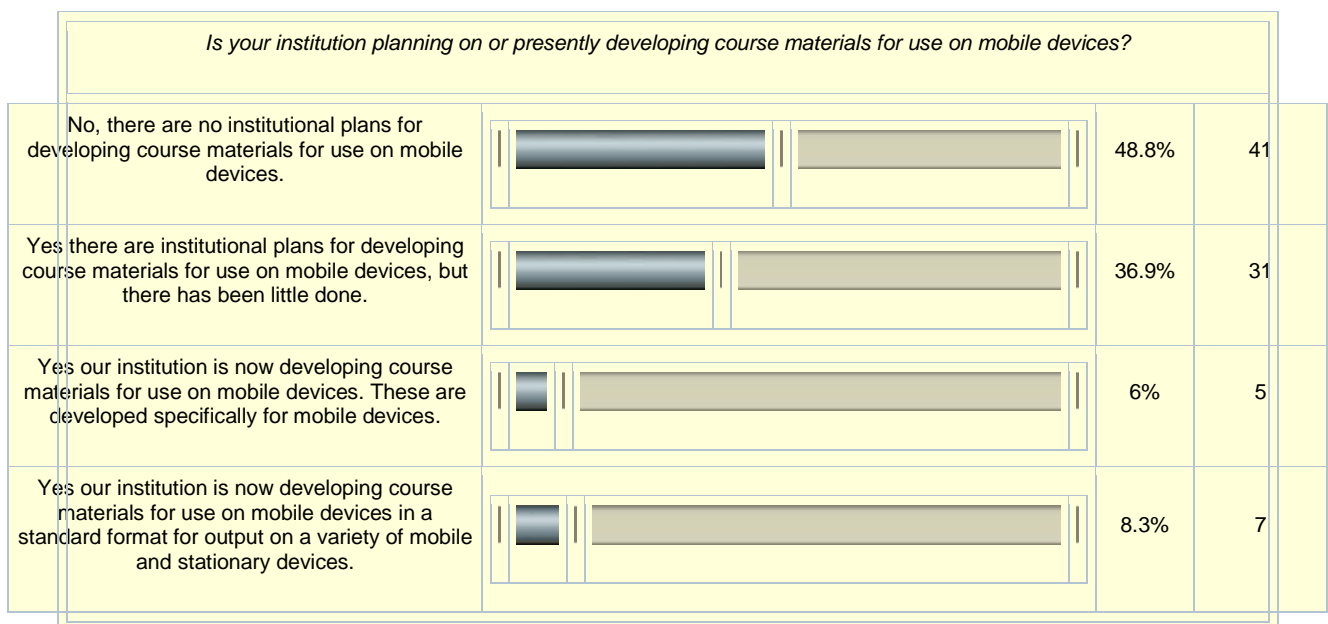 Is your institution planning on or presently developing course materials for use on mobile devices?
No, there are no institutional plans for
developing course materials for use on mobile
devices.
48.8%
41
Yes there are institutional plans for developing
course materials for use on mobile devices, but
there has been little done.
36.9%
31
Yes our institution is now developing course
materials for use on mobile devices. These are
developed specifically for mobile devices.
6%
5
Yes our institution is now developing course
materials for use on mobile devices in a
standard format for output on a variety of mobile
and stationary devices.
8.3%
7